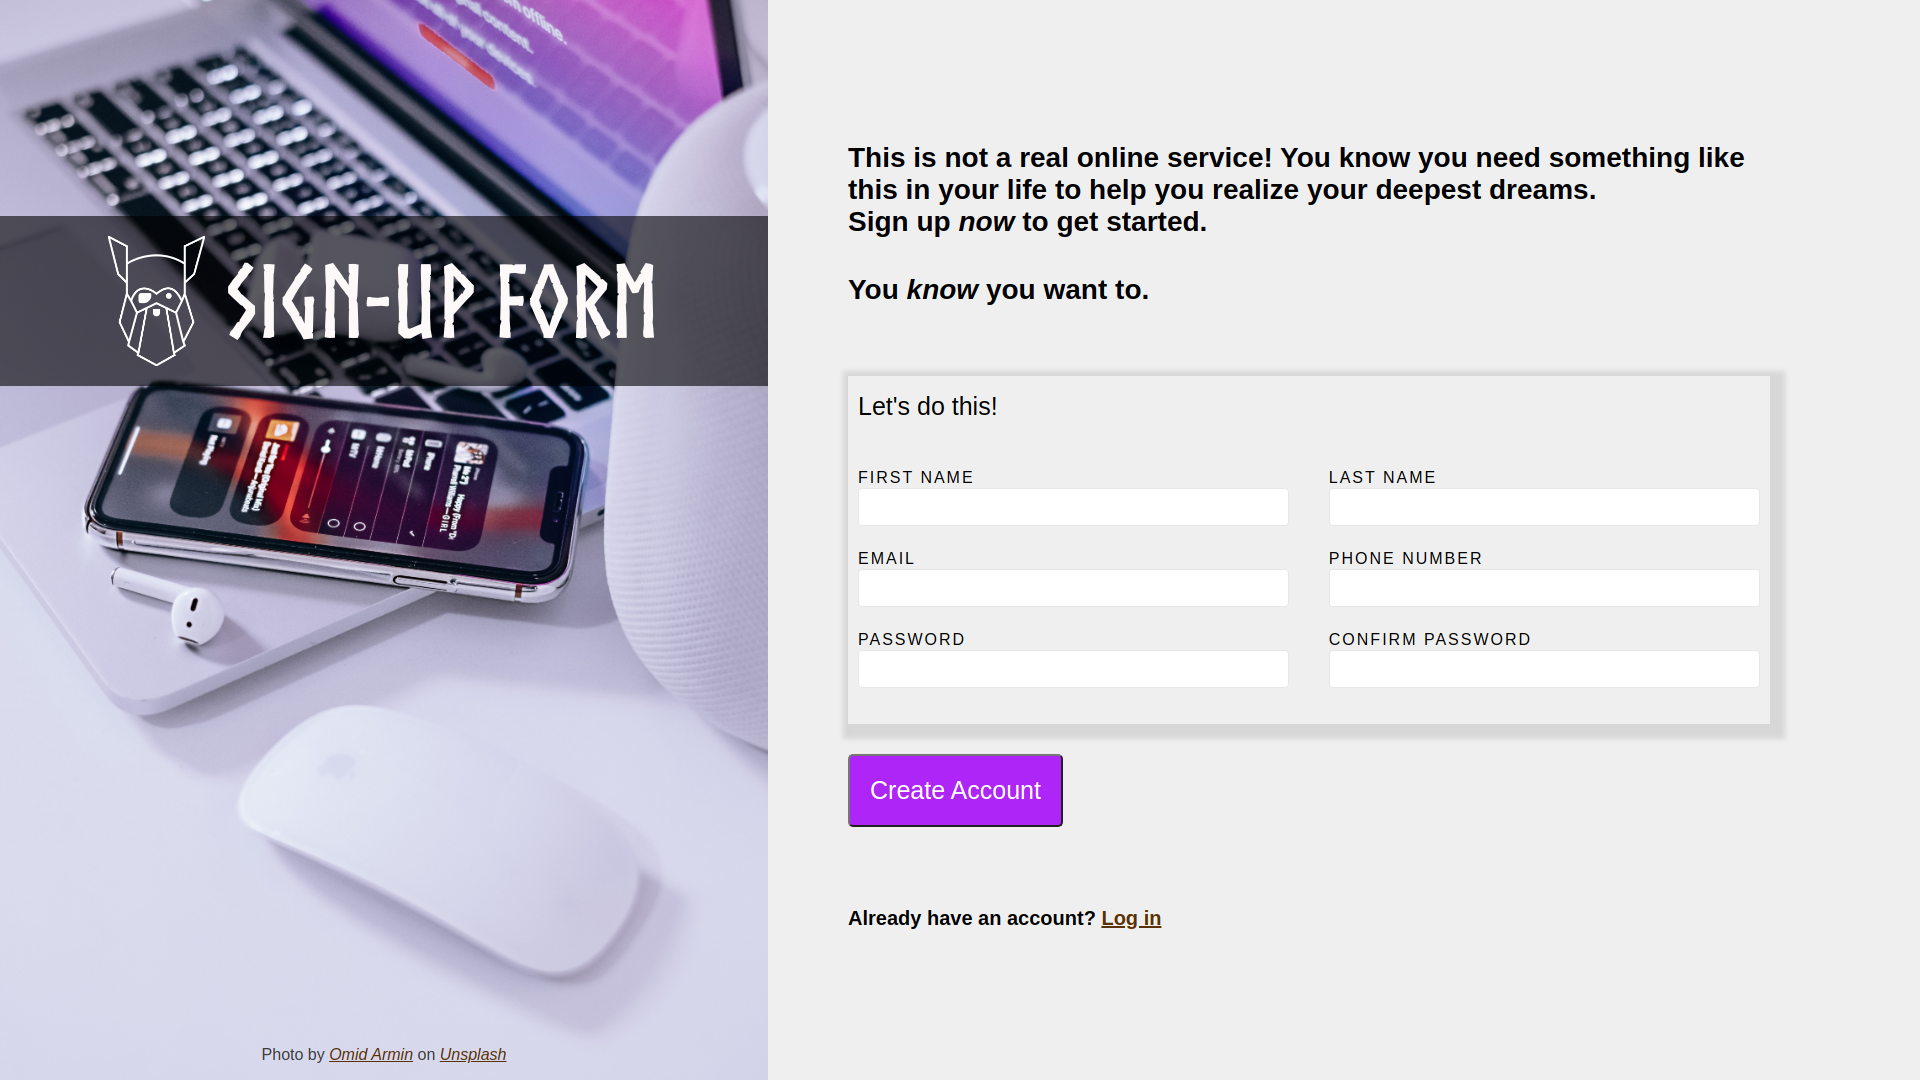 SIGN-UP FORM
Photo by Omid Armin on Unsplash
This is not a real online service! You know you need something like
this in your life to help you realize your deepest dreams.
Sign up now to get started.
You know you want to.
Let's do this!
FIRST NAME
LAST NAME
EMAIL
PHONE NUMBER
PASSWORD
CONFIRM PASSWORD
Create Account
Already have an account? Log in